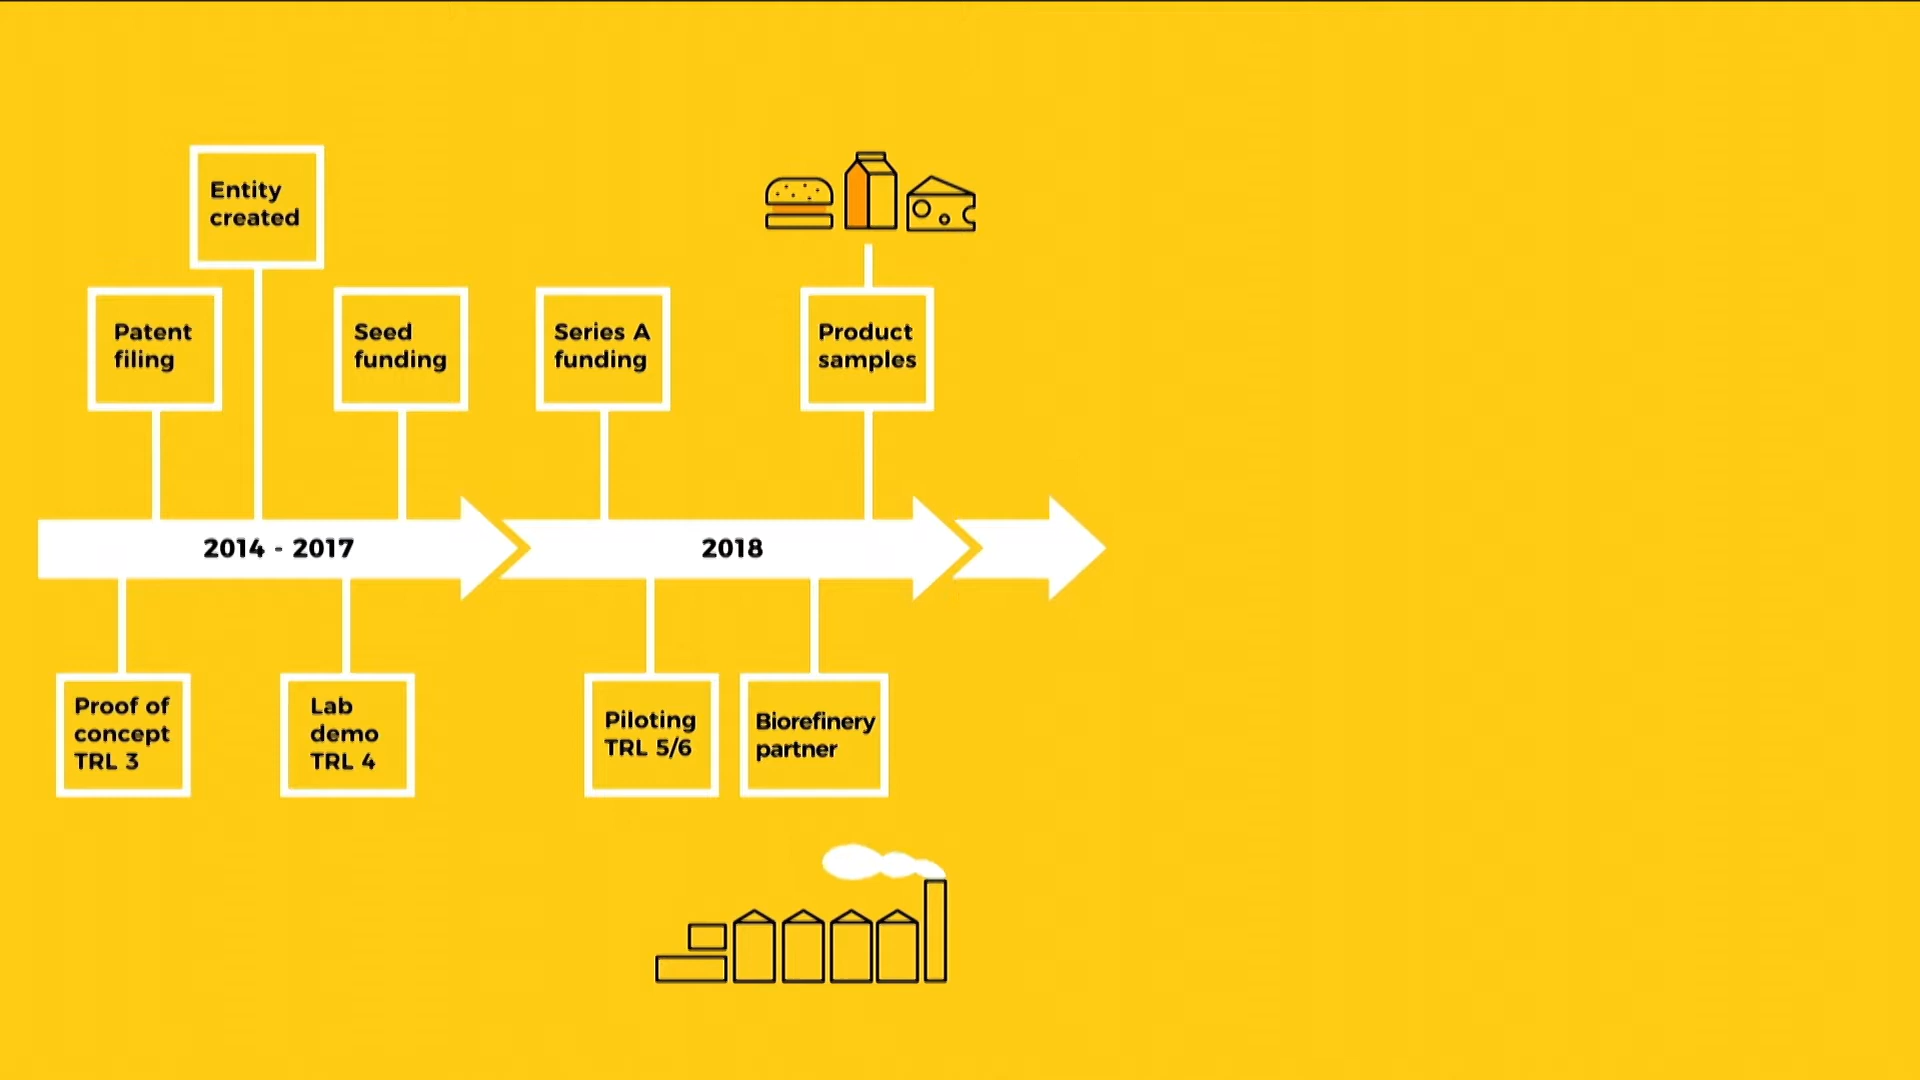 Entity
created
Patent
filing
Seed
funding
Series A
funding
Product
samples
2014 - 2017
2018
Proof of
concept
TRL 3
Lab
demo
TRL 4
Piloting
TRL 5/6
Biorefinery
partner